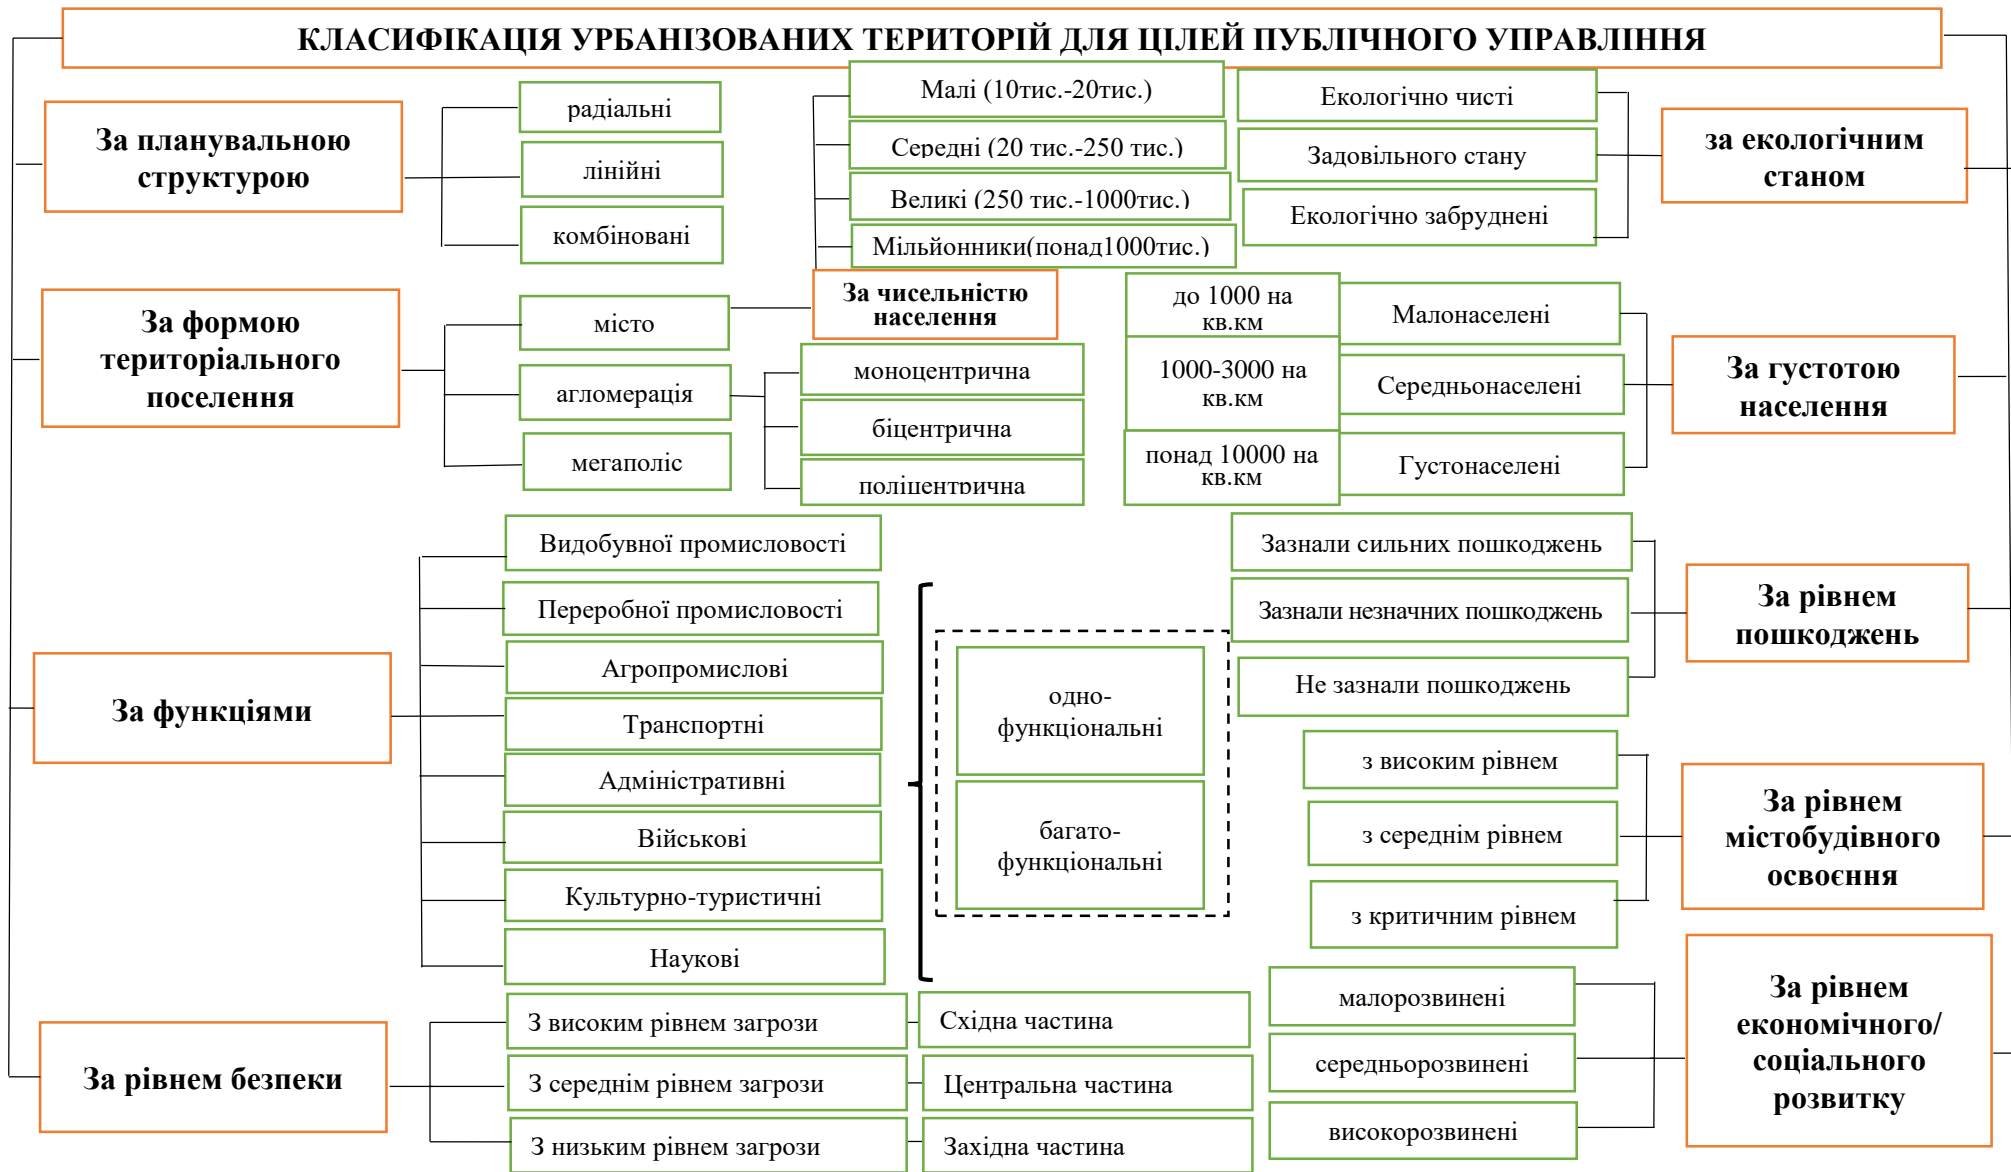 КЛАСИФІКАЦІЯ УРБАНІЗОВАНИХ ТЕРИТОРІЙ ДЛЯ ЦІЛЕЙ ПУБЛІЧНОГО УПРАВЛІННЯ
За планувальною
структурою
радіальні
лінійні
комбіновані
Малі (10тис.-20тис.)
Середні (20 тис.-250 тис.)
Великі (250 тис.-1000тис.)
Мільйонники(понад1000тис.)
За чисельністю
населення
Екологічно чисті
Задовільного стану
Екологічно забруднені
за екологічним
станом
За формою
територіального
поселення
місто
агломерація
мегаполіс
моноцентрична
біцентрична
поліцентрична
до 1000 на
кв.км
1000-3000 на
кв.км
понад 10000 на
кв.км
Малонаселені
Середньонаселені
Густонаселені
За густотою
населення
За функціями
Видобувної промисловості
Переробної промисловості
Агропромислові
Транспортні
Адміністративні
Військові
Культурно-туристичні
Наукові
одно-
функціональні
багато-
функціональні
Зазнали сильних пошкоджень
Зазнали незначних пошкоджень
Не зазнали пошкоджень
За рівнем
пошкоджень
з високим рівнем
з середнім рівнем
з критичним рівнем
За рівнем
містобудівного
освоєння
За рівнем безпеки
З високим рівнем загрози
З середнім рівнем загрози
З низьким рівнем загрози
Східна частина
Центральна частина
Західна частина
малорозвинені
середньорозвинені
високорозвинені
За рівнем
економічного/
соціального
розвитку